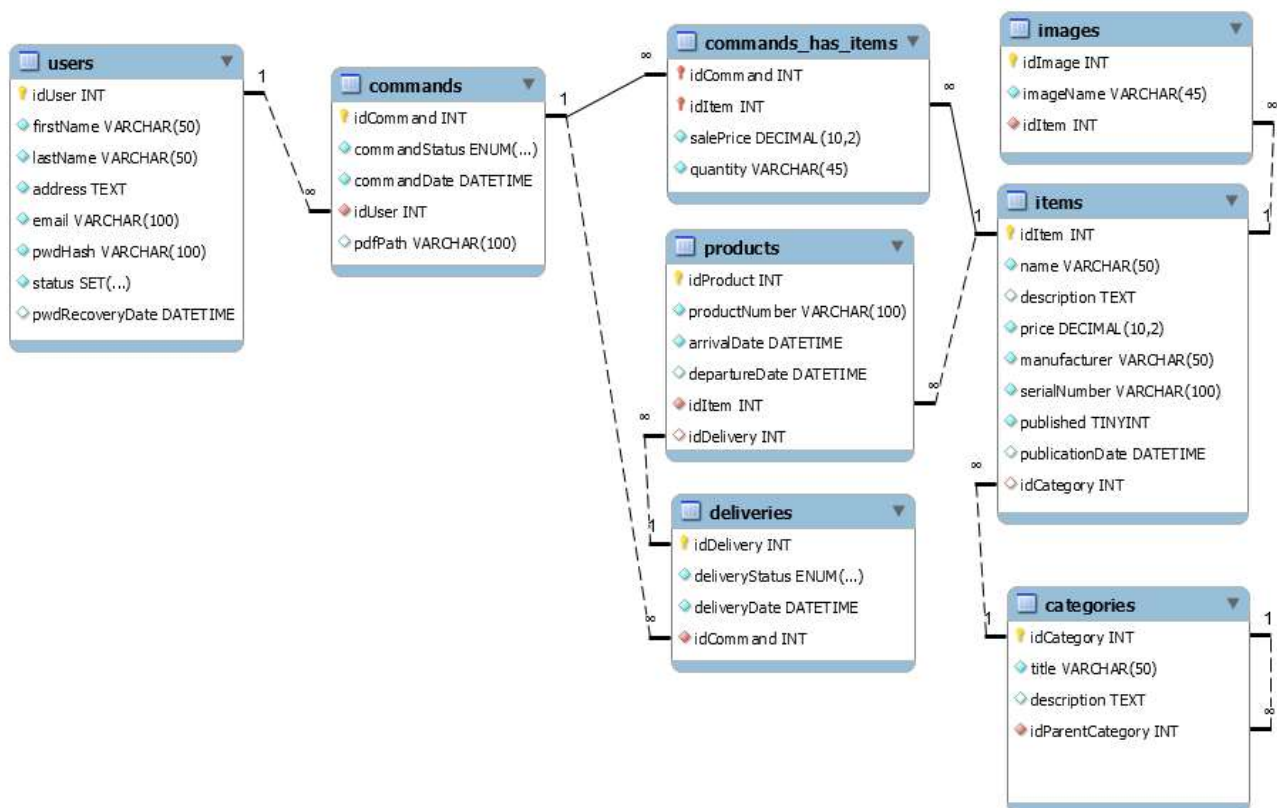 users
idUser INT
firstName VARCHAR(50)
lastName VARCHAR(50)
address TEXT
email VARCHAR(100)
pwdHash VARCHAR(100)
status SET(...)
pwdRecoveryDate DATETIME
1
∞
commands
idCommand INT
commandStatus ENUM(...)
commandDate DATETIME
idUser INT
pdfPath VARCHAR(100)
1
∞
commands_has_items
idCommand INT
idItem INT
salePrice DECIMAL(10,2)
quantity VARCHAR(45)
∞
1
products
idProduct INT
productNumber VARCHAR(100)
arrivalDate DATETIME
departureDate DATETIME
idItem INT
idDelivery INT
∞
∞
1
deliveries
idDelivery INT
deliveryStatus ENUM(...)
deliveryDate DATETIME
idCommand INT
∞
images
idImage INT
imageName VARCHAR(45)
idItem INT
∞
1
items
idItem INT
name VARCHAR(50)
description TEXT
price DECIMAL(10,2)
manufacturer VARCHAR(50)
serialNumber VARCHAR(100)
published TINYINT
publicationDate DATETIME
idCategory INT
∞
1
categories
idCategory INT
title VARCHAR(50)
description TEXT
idParentCategory INT
1
∞